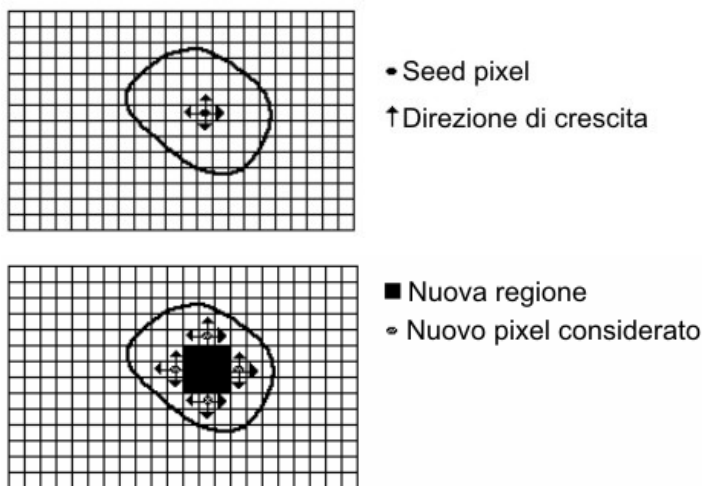 Seed pixel
Direzione di crescita
Nuova regione
Nuovo pixel considerato